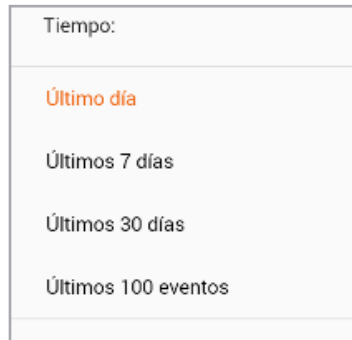 Tiempo:
Último día
Últimos 7 días
Últimos 30 días
Últimos 100 eventos